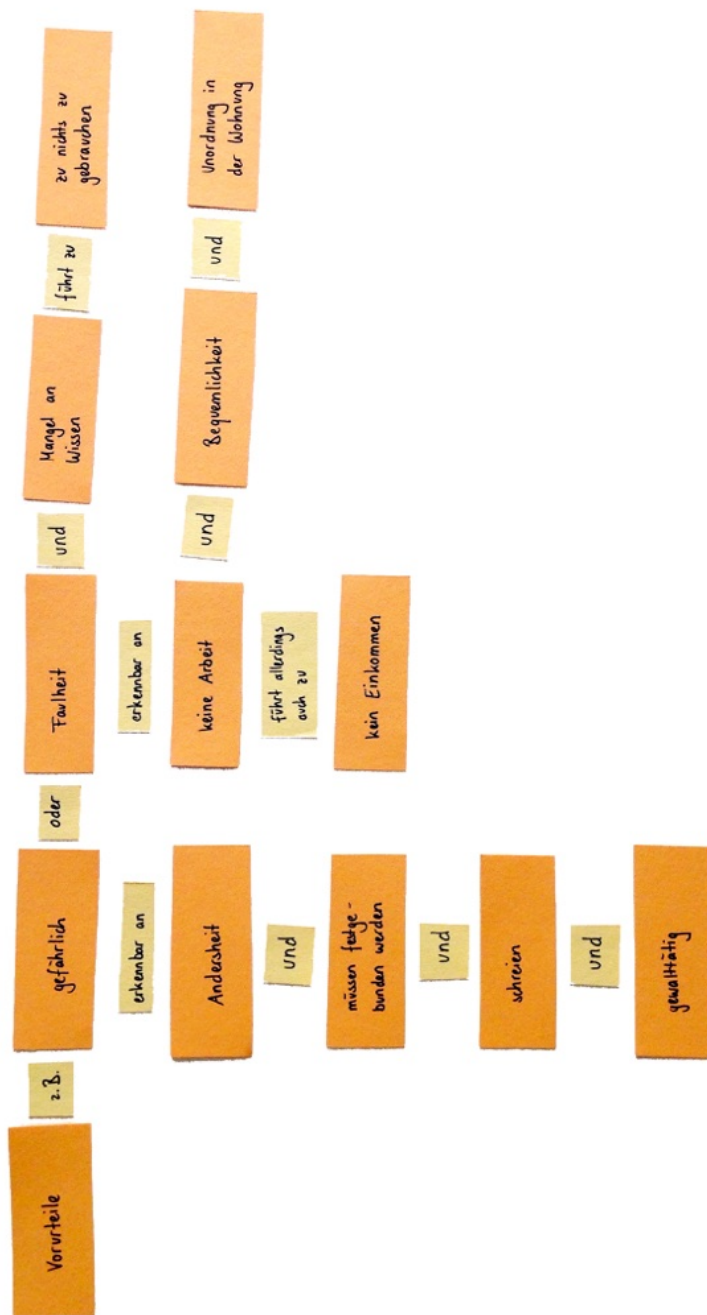 Vorurteile
z.B.
gefährlich
oder
Faulheit
und
Mangel an
Wissen
führt zu
zu nichts zu
gebrauchen
erkennbar an
Andersheit
und
müssen festge-
bunden werden
und
schreien
und
gewalttätig
erkennbar an
keine Arbeit
und
Bequemlichkeit
und
Unordnung in
der Wohnung
führt allerdings
auch zu
kein Einkommen